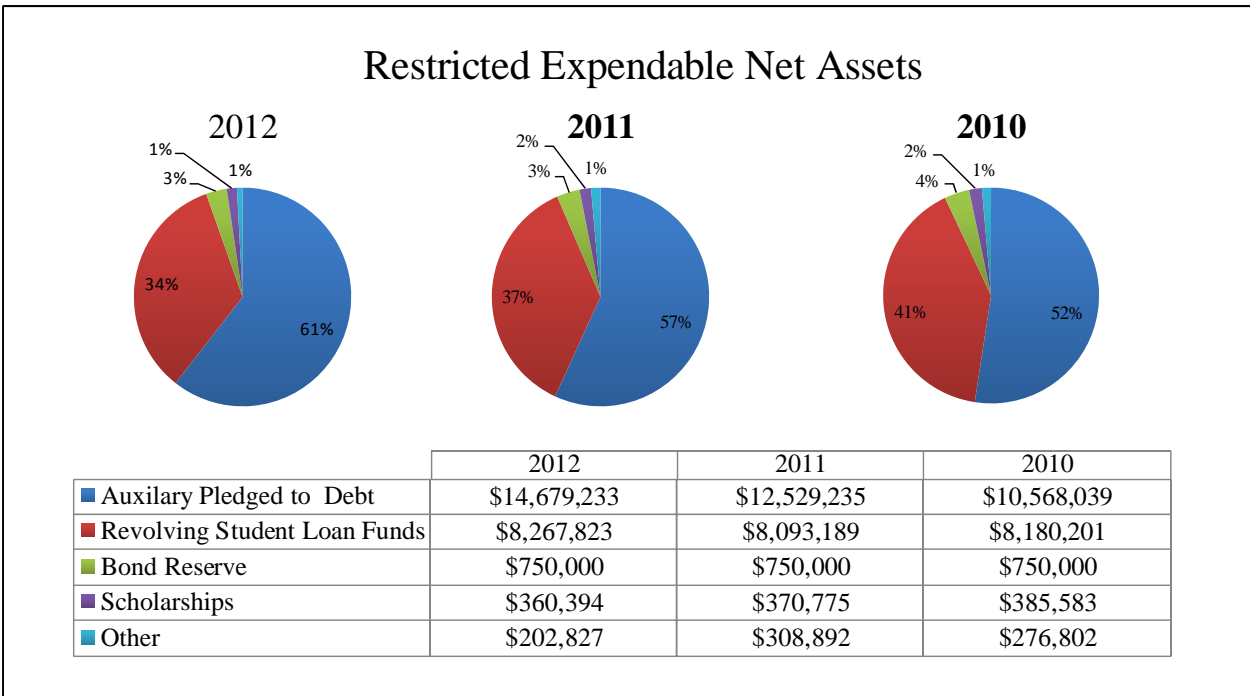 Restricted Expendable Net Assets
2012
1%
1%
3%
34%
61%
2011
2%
1%
3%
37%
57%
2010
2%
1%
4%
41%
52%
2012 2011 2010
Auxilary Pledged to Debt $14,679,233 $12,529,235 $10,568,039
Revolving Student Loan Funds $8,267,823 $8,093,189 $8,180,201
Bond Reserve $750,000 $750,000 $750,000
Scholarships $360,394 $370,775 $385,583
Other $202,827 $308,892 $276,802